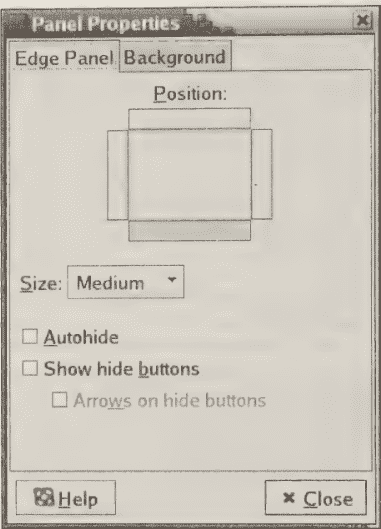 Panel Properties
Edge Panel Background
Position:
Size: Medium
Autohide
Show hide buttons
Arrows on hide buttons
Help Close